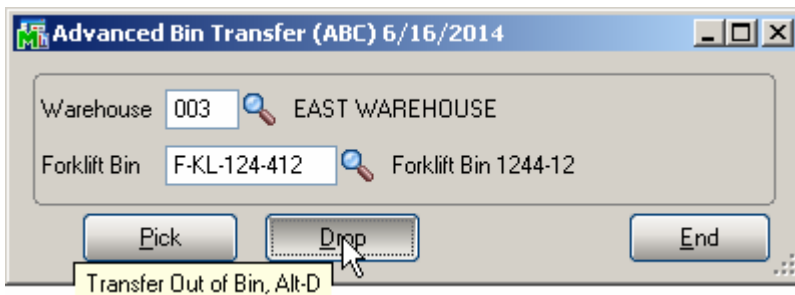 Advanced Bin Transfer (ABC) 6/16/2014
Warehouse 003 EAST WAREHOUSE
Forklift Bin F-KL-124-412 Forklift Bin 1244-12
Pick Drop End
Transfer Out of Bin, Alt-D